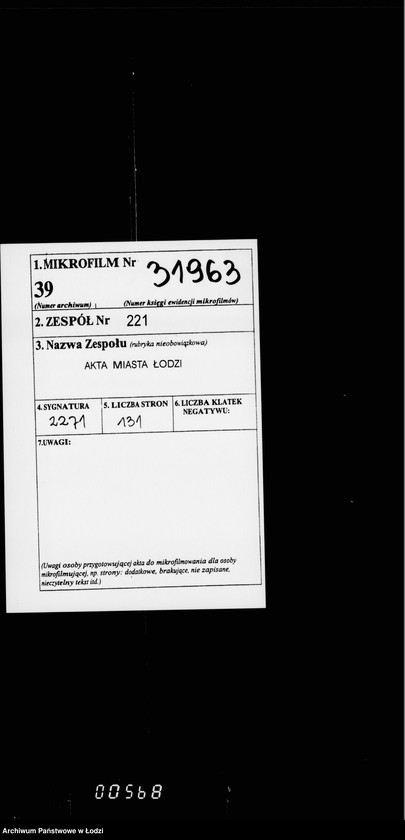 1. MIKROFILM Nr 31963
39
(Numer archiwum) (Numer księgi ewidencji mikrofilmów)
2. ZESPÓŁ Nr 221
3. Nazwa Zespołu (rubryka nieobowiązkowa)
AKTA MIASTA ŁODZI
4. SYGNATURA 5. LICZBA STRON 6. LICZBA KLATEK
NEGATYWU:
2271 131
7. UWAGI:
(Uwagi osoby przygotowującej akta do mikrofilmowania dla osoby
mikrofilmującej, np. strony: dodatkowe, brakujące, nie zapisane,
nieczytelny tekst itd.)
00568
Archiwum Państwowe w Łodzi